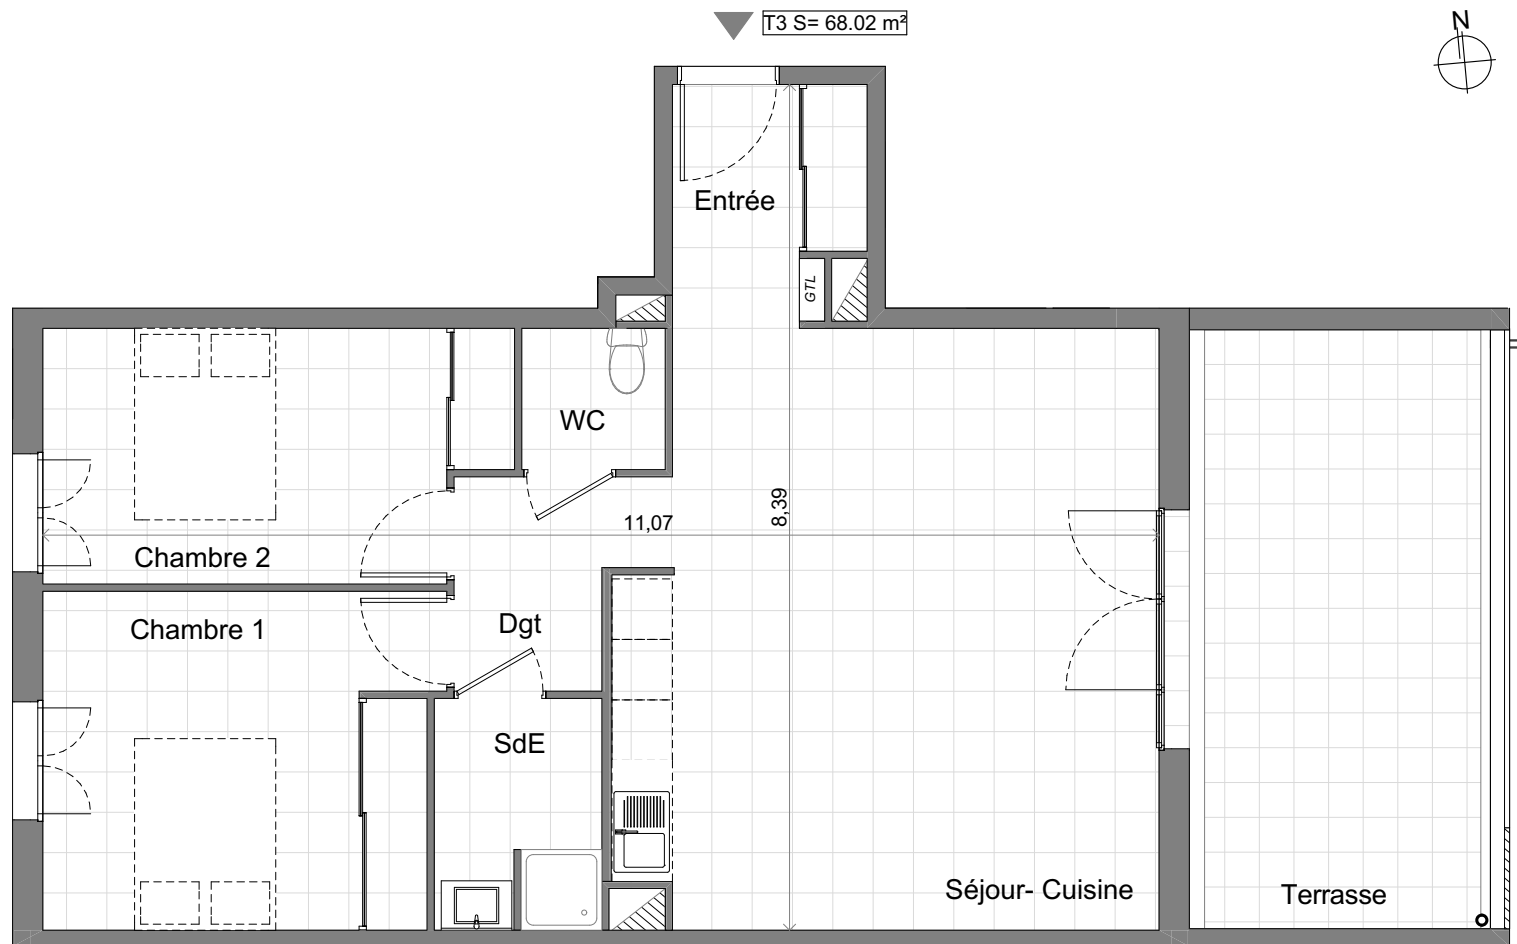 T3 S= 68.02 m²
N
Entrée
GTL
WC
11,07
8,39
Chambre 2
Chambre 1
Dgt
SdE
Séjour- Cuisine
Terrasse